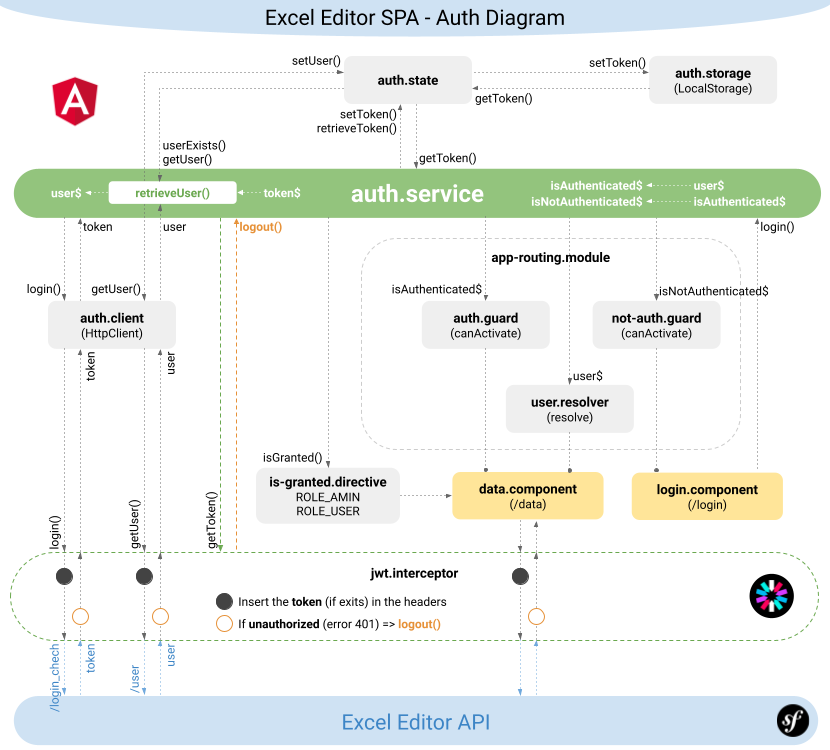 Excel Editor SPA - Auth Diagram
setUser()
auth.state
setToken()
auth.storage
(LocalStorage)
getToken()
setToken()
retrieveToken()
userExists()
getUser()
getToken()
user$
retrieveUser()
token$
auth.service
isAuthenticated$
user$
isNotAuthenticated$
isAuthenticated$
token
user
logout()
login()
app-routing.module
login()
getUser()
isAuthenticated$
isNotAuthenticated$
auth.client
(HttpClient)
auth.guard
(canActivate)
not-auth.guard
(canActivate)
token
user
user$
user.resolver
(resolve)
isGranted()
is-granted.directive
ROLE_AMIN
ROLE_USER
data.component
(/data)
login.component
(/login)
login()
getUser()
getToken()
jwt.interceptor
Insert the token (if exits) in the headers
If unauthorized (error 401) => logout()
/login_chech
token
/user
user
Excel Editor API
sf